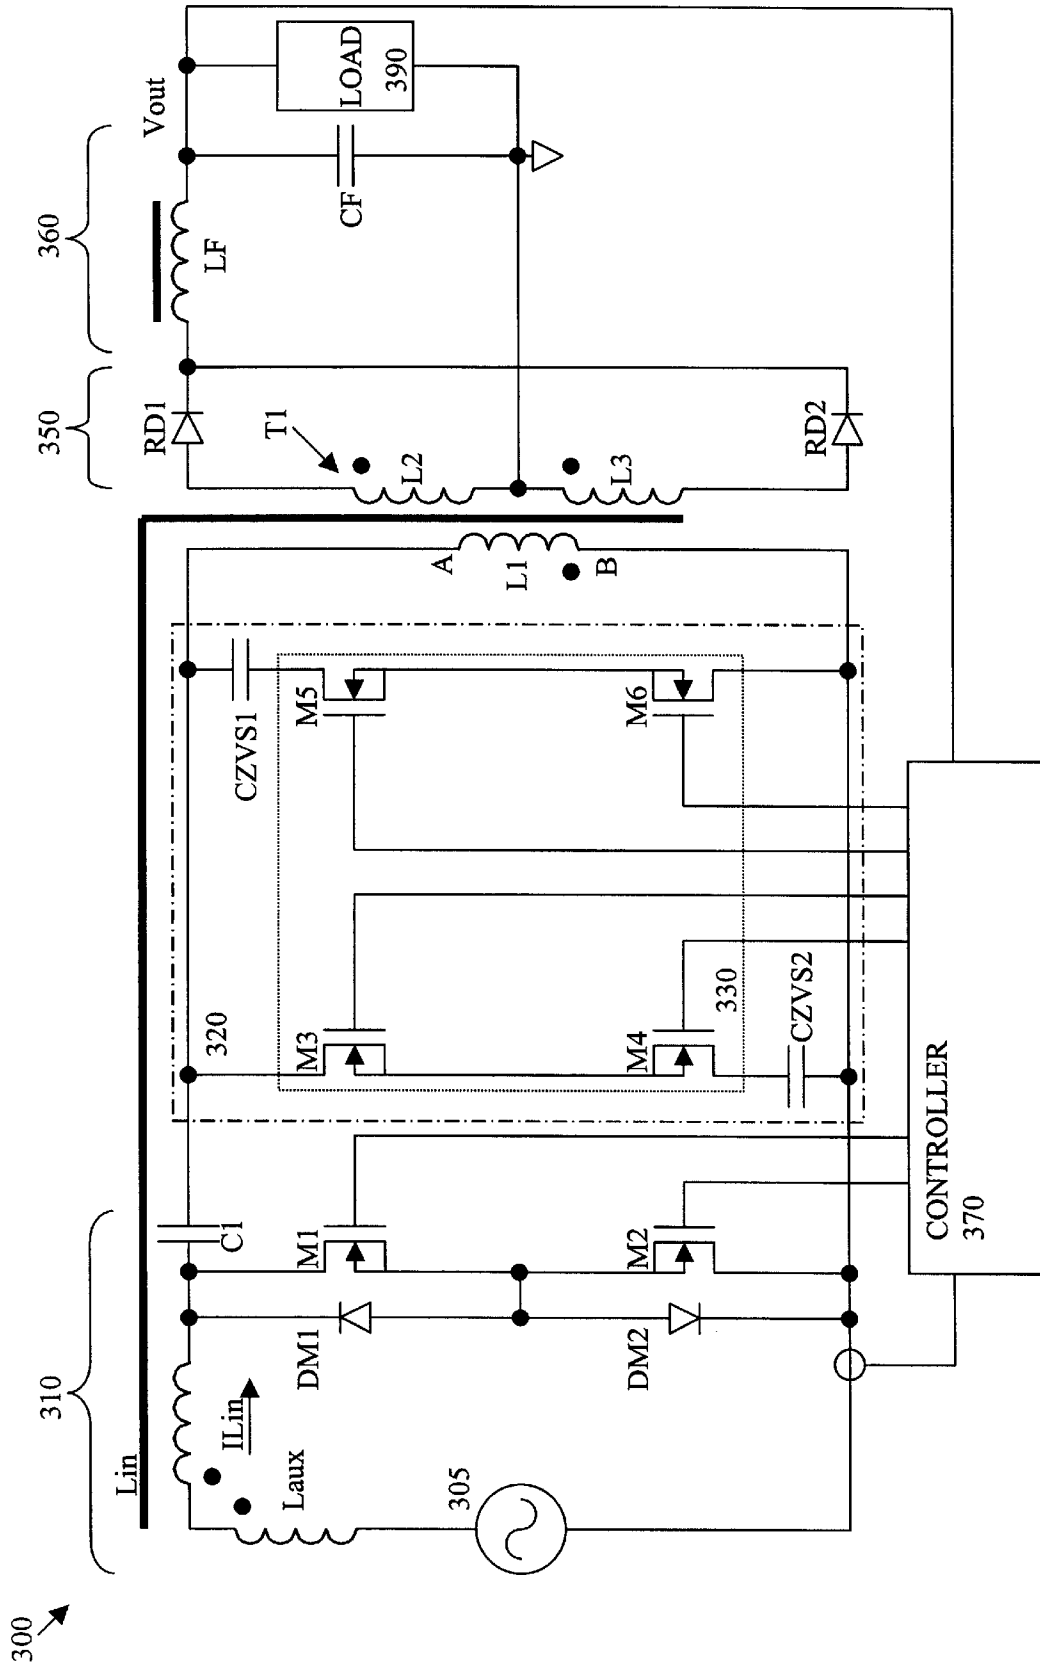 300
310
Lin
ILin
Laux
305
C1
M1
DM1
M2
DM2
320
M3
M4
330
CZVS1
CZVS2
M5
M6
A
L1
B
T1
L2
L3
350
RD1
RD2
360
LF
CF
Vout
LOAD
390
CONTROLLER
370